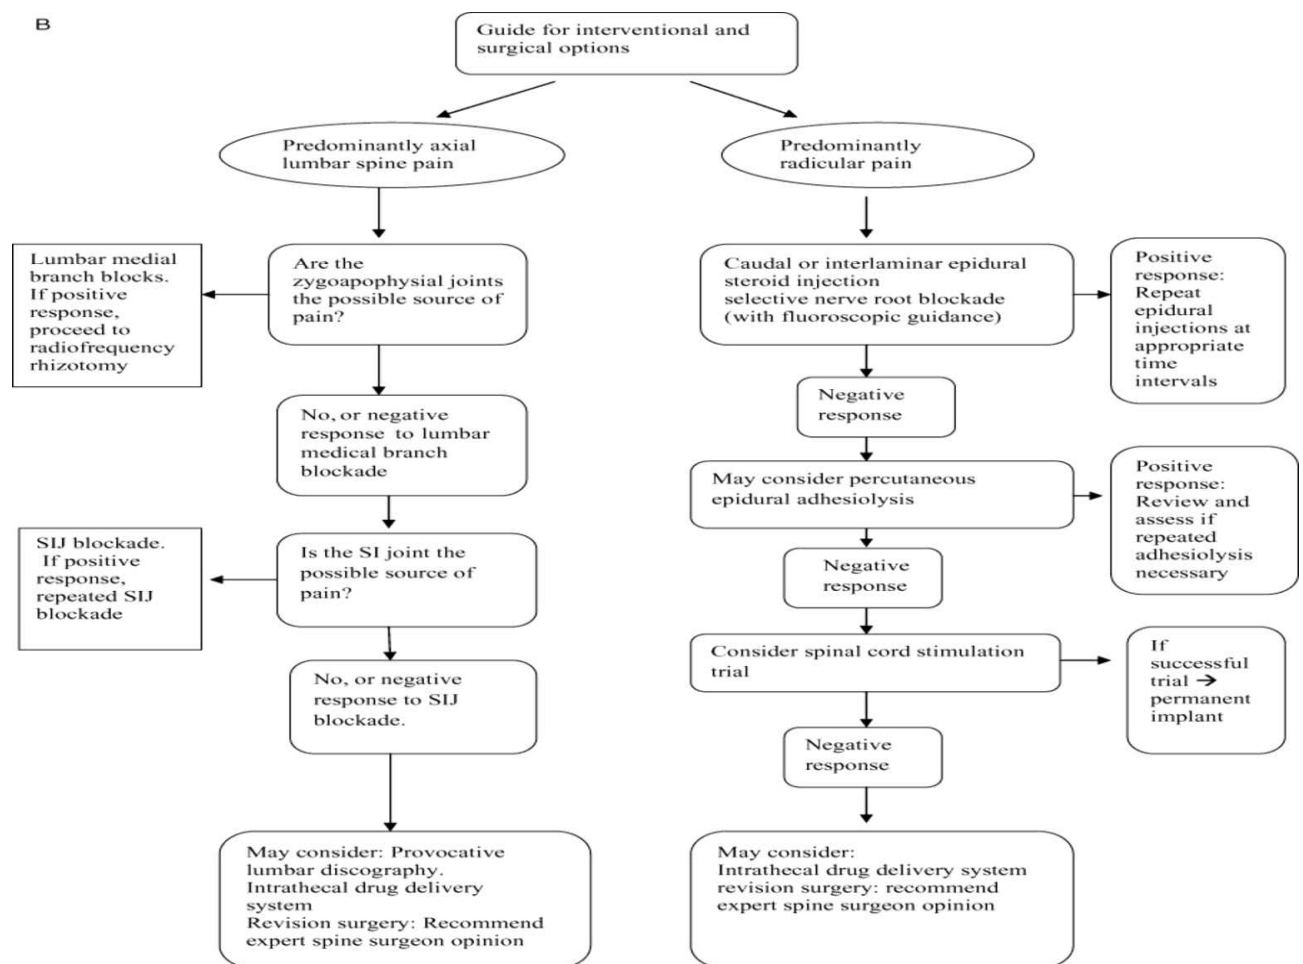 B
Guide for interventional and
surgical options
Predominantly axial
lumbar spine pain
Predominantly
radicular pain
Lumbar medial
branch blocks.
If positive
response,
proceed to
radiofrequency
rhizotomy
Are the
zygoapophysial joints
the possible source of
pain?
Caudal or interlaminar epidural
steroid injection
selective nerve root blockade
(with fluoroscopic guidance)
Positive
response:
Repeat
epidural
injections at
appropriate
time
intervals
No, or negative
response to lumbar
medical branch
blockade
Negative
response
May consider percutaneous
epidural adhesiolysis
Positive
response:
Review and
assess if
repeated
adhesiolysis
necessary
SIJ blockade.
If positive
response,
repeated SIJ
blockade
Is the SI joint the
possible source of
pain?
Negative
response
Consider spinal cord stimulation
trial
If
successful
trial →
permanent
implant
No, or negative
response to SIJ
blockade.
Negative
response
May consider: Provocative
lumbar discography.
Intrathecal drug delivery
system
Revision surgery: Recommend
expert spine surgeon opinion
May consider:
Intrathecal drug delivery system
revision surgery: recommend
expert spine surgeon opinion